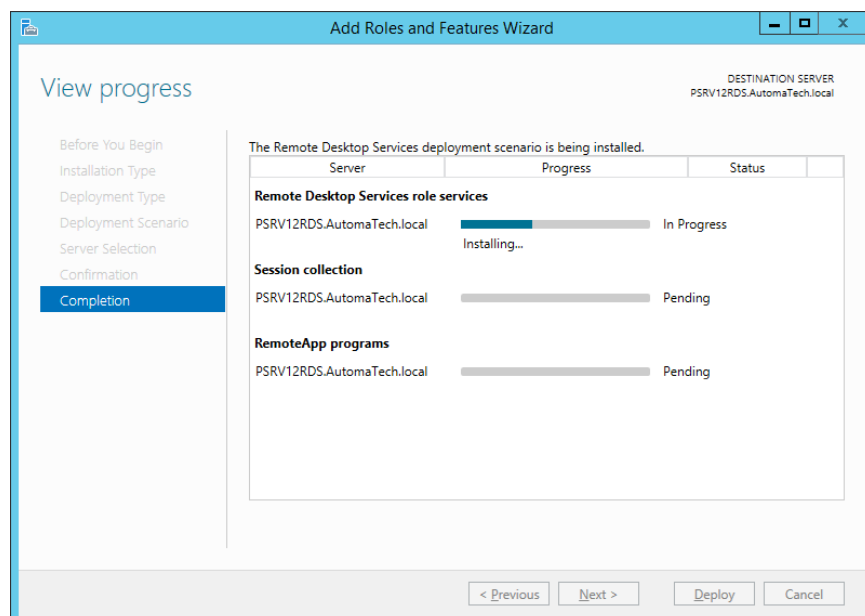 Add Roles and Features Wizard
View progress
DESTINATION SERVER
PSRV12RDS.AutomaTech.local
Before You Begin
Installation Type
Deployment Type
Deployment Scenario
Server Selection
Confirmation
Completion
The Remote Desktop Services deployment scenario is being installed.
Server Progress Status
Remote Desktop Services role services
PSRV12RDS.AutomaTech.local In Progress
Installing...
Session collection
PSRV12RDS.AutomaTech.local Pending
RemoteApp programs
PSRV12RDS.AutomaTech.local Pending
< Previous Next > Deploy Cancel